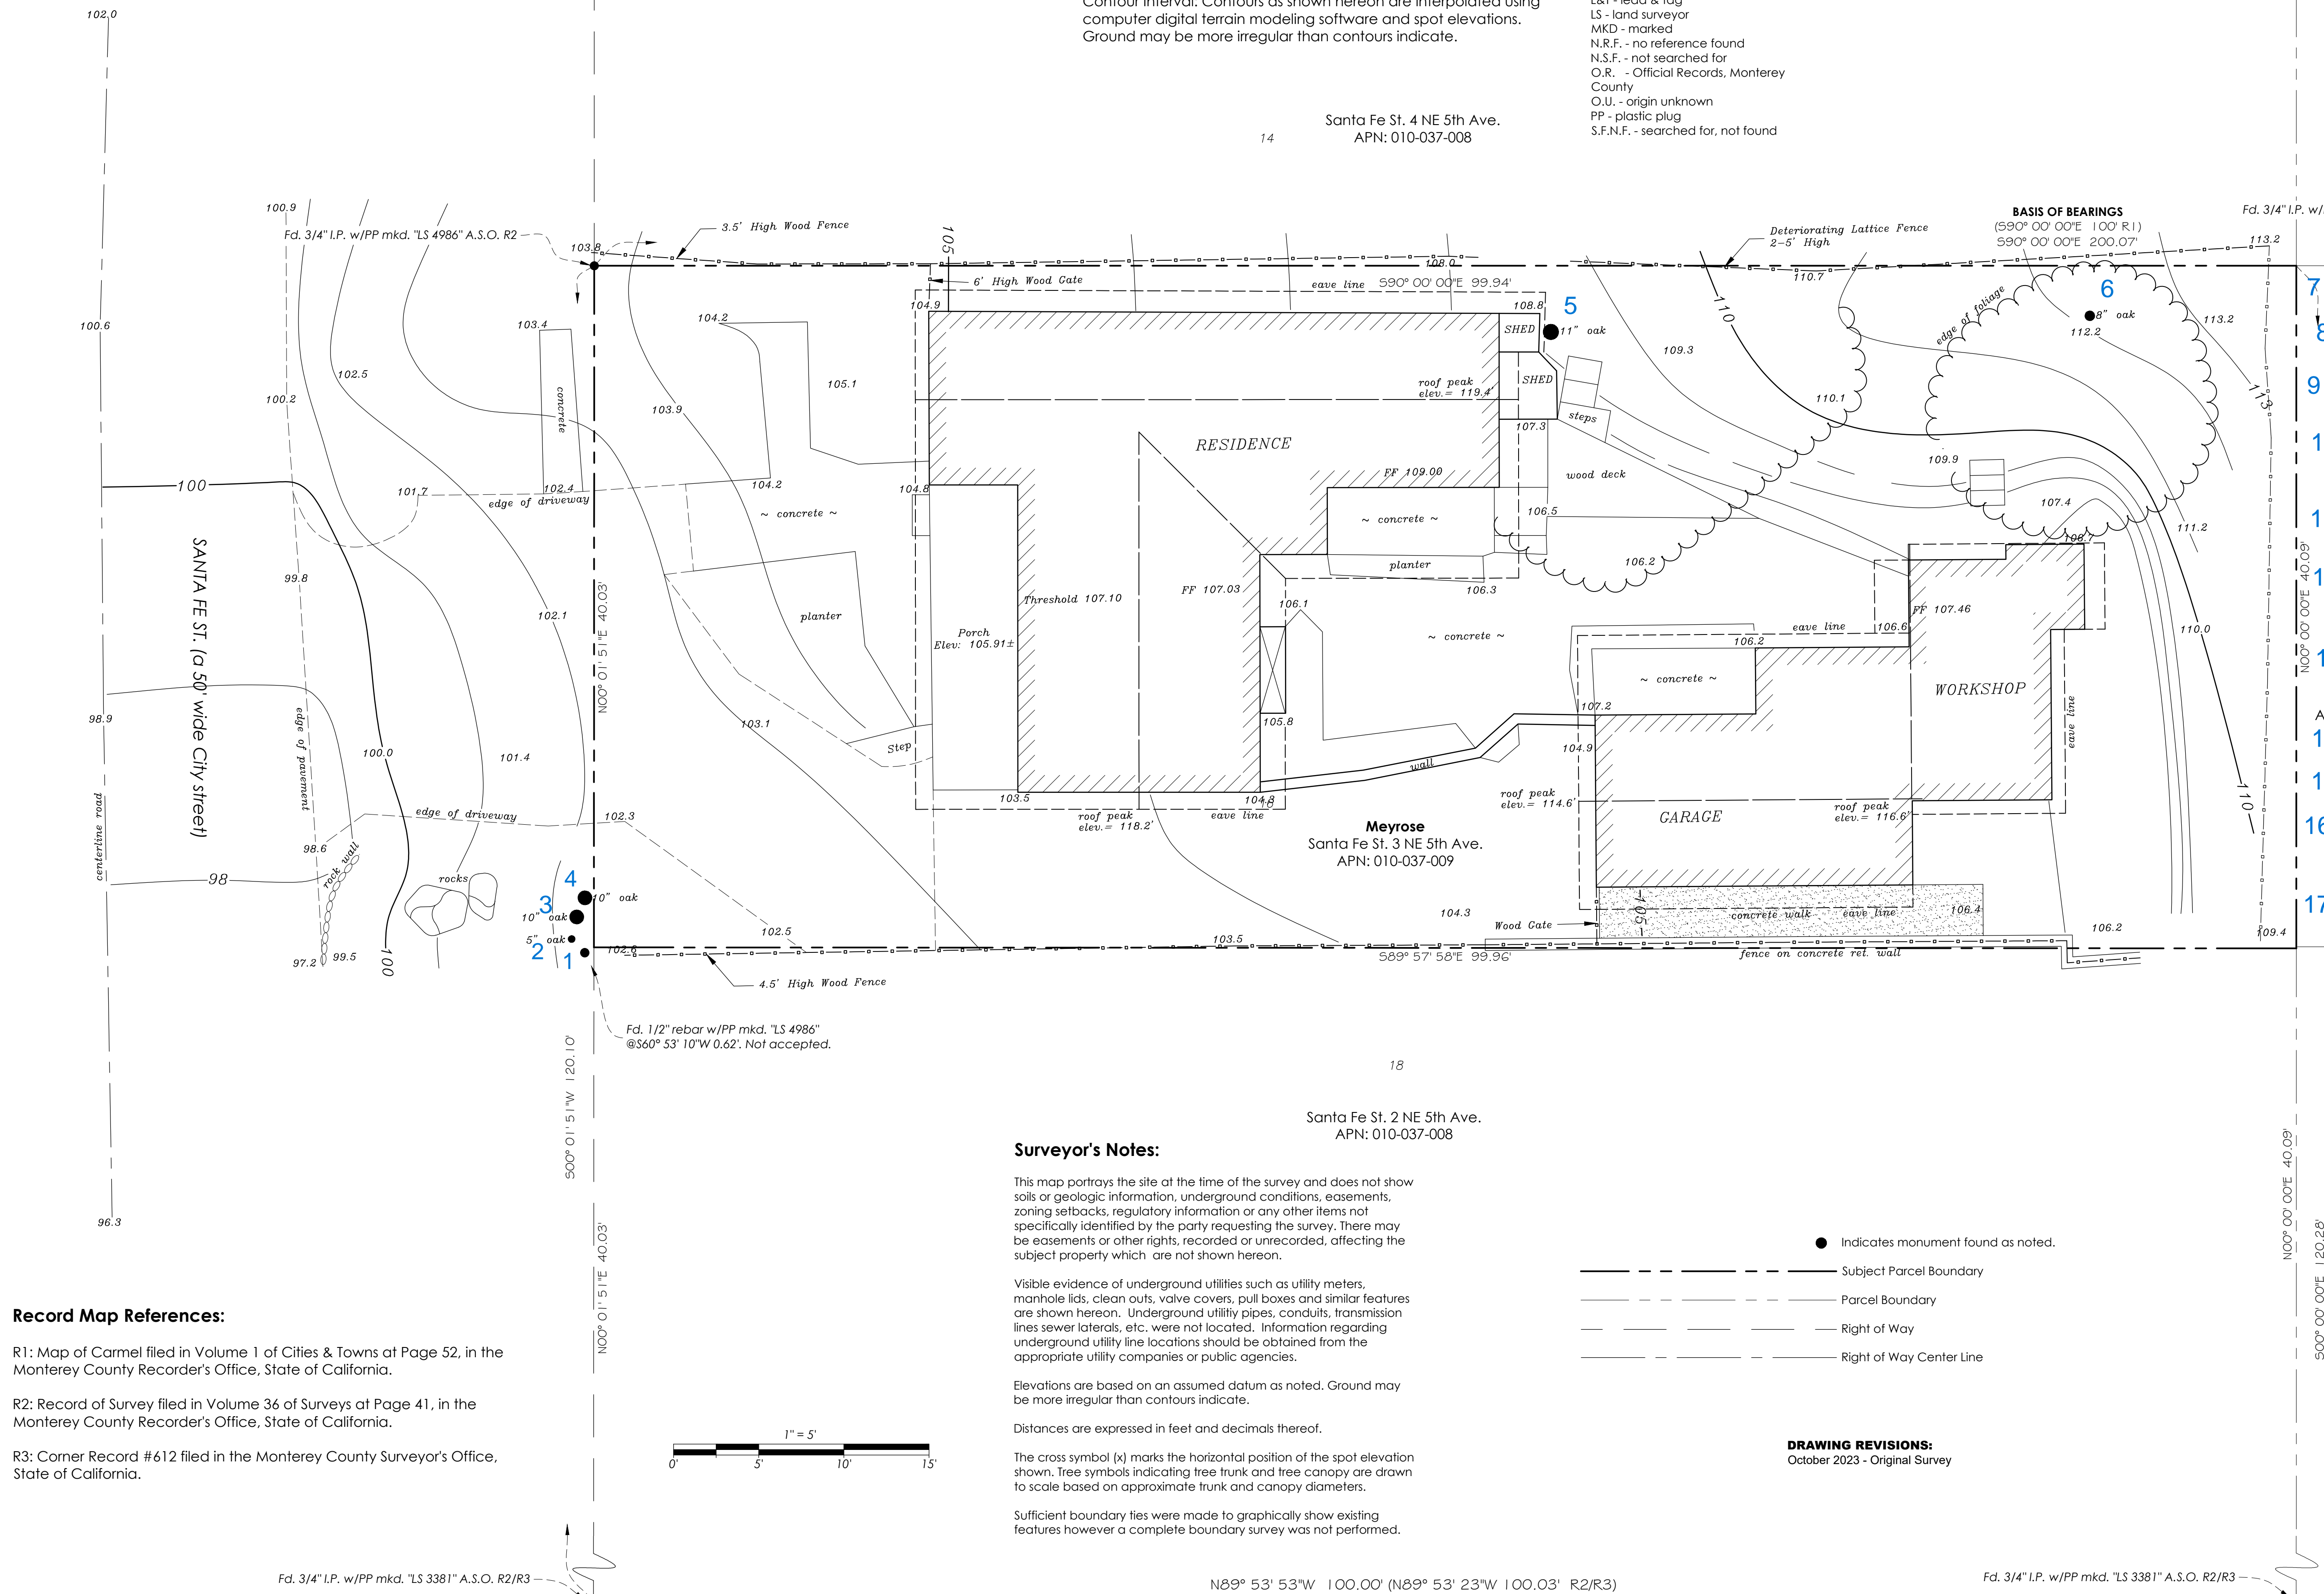 102.0
Contour Interval. Contours as shown hereon are interpolated using
computer digital terrain modeling software and spot elevations.
Ground may be more irregular than contours indicate.
L&T - lead & tag
LS - land surveyor
MKD - marked
N.R.F. - no reference found
N.S.F. - not searched for
O.R. - Official Records, Monterey
County
O.U. - origin unknown
PP - plastic plug
S.F.N.F. - searched for, not found
Santa Fe St. 4 NE 5th Ave.
APN: 010-037-008
14
100.9
Fd. 3/4" I.P. w/PP mkd. "LS 4986" A.S.O. R2
103.8
3.5' High Wood Fence
105
Deteriorating Lattice Fence
2-5' High
BASIS OF BEARINGS
(S90° 00' 00"E 100' R1)
S90° 00' 00"E 200.07'
Fd. 3/4" I.P. w/
113.2
108.0
110.7
6' High Wood Gate
eave line
S90° 00' 00"E 99.94'
104.9
108.8
5
6
7
SHED
11" oak
110
edge of foliage
8" oak
112.2
113.2
8
100.6
103.4
104.2
109.3
102.5
105.1
roof peak
elev.= 119.4'
SHED
9
100.2
concrete
103.9
110.1
113
steps
107.3
RESIDENCE
1
109.9
FF 109.00
wood deck
100
101.7
102.4
edge of driveway
104.2
104.8
~ concrete ~
~ concrete ~
106.5
107.4
111.2
1
106.7
SANTA FE ST. (a 50' wide City street)
99.8
planter
106.2
N00° 00' 00"E 40.09'
1
102.1
N00° 01' 51"E 40.03'
planter
Threshold 107.10
FF 107.03
106.3
106.1
FF 107.46
Porch
Elev: 105.91±
~ concrete ~
eave line
106.6
106.2
110.0
1
~ concrete ~
WORKSHOP
98.9
edge of pavement
103.1
105.8
107.2
eave line
A
100.0
101.4
Step
104.9
1
wall
1
centerline road
103.5
104.8
16
roof peak
elev.= 114.6'
roof peak
elev.= 116.6'
110
edge of driveway
102.3
roof peak
elev.= 118.2'
eave line
GARAGE
16
Meyrose
Santa Fe St. 3 NE 5th Ave.
APN: 010-037-009
98.6
rock wall
98
rocks
4
10" oak
3
10" oak
5" oak
2
1
102.6
102.5
103.5
104.3
Wood Gate
105
concrete walk
eave line
106.4
106.2
109.4
17
97.2
99.5
100
S89° 57' 58"E 99.96'
fence on concrete ret. wall
4.5' High Wood Fence
Fd. 1/2" rebar w/PP mkd. "LS 4986"
@S60° 53' 10"W 0.62'. Not accepted.
S00° 01' 51"W 120.10'
18
Santa Fe St. 2 NE 5th Ave.
APN: 010-037-008
N00° 00' 00"E 40.09'
Surveyor's Notes:
This map portrays the site at the time of the survey and does not show
soils or geologic information, underground conditions, easements,
zoning setbacks, regulatory information or any other items not
specifically identified by the party requesting the survey. There may
be easements or other rights, recorded or unrecorded, affecting the
subject property which are not shown hereon.
Visible evidence of underground utilities such as utility meters,
manhole lids, clean outs, valve covers, pull boxes and similar features
are shown hereon. Underground utilitiy pipes, conduits, transmission
lines sewer laterals, etc. were not located. Information regarding
underground utility line locations should be obtained from the
appropriate utility companies or public agencies.
Elevations are based on an assumed datum as noted. Ground may
be more irregular than contours indicate.
Distances are expressed in feet and decimals thereof.
The cross symbol (x) marks the horizontal position of the spot elevation
shown. Tree symbols indicating tree trunk and tree canopy are drawn
to scale based on approximate trunk and canopy diameters.
Sufficient boundary ties were made to graphically show existing
features however a complete boundary survey was not performed.
96.3
N00° 01' 51"E 40.03'
S00° 00' 00"E 120.28'
Indicates monument found as noted.
Subject Parcel Boundary
Parcel Boundary
Right of Way
Right of Way Center Line
Record Map References:
R1: Map of Carmel filed in Volume 1 of Cities & Towns at Page 52, in the
Monterey County Recorder's Office, State of California.
R2: Record of Survey filed in Volume 36 of Surveys at Page 41, in the
Monterey County Recorder's Office, State of California.
R3: Corner Record #612 filed in the Monterey County Surveyor's Office,
State of California.
1" = 5'
0' 5' 10' 15'
DRAWING REVISIONS:
October 2023 - Original Survey
Fd. 3/4" I.P. w/PP mkd. "LS 3381" A.S.O. R2/R3
N89° 53' 53"W 100.00' (N89° 53' 23"W 100.03' R2/R3)
Fd. 3/4" I.P. w/PP mkd. "LS 3381" A.S.O. R2/R3